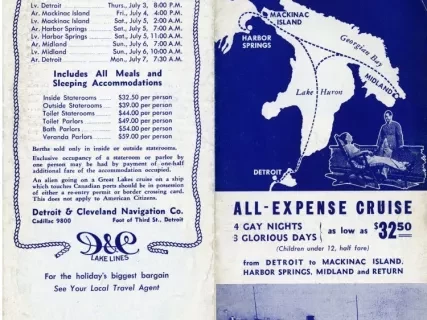 Lv. Detroit Thurs., July 3, 8:00 P.M.
Ar. Mackinac Island Fri., July 4, 4:00 P.M.
Lv. Mackinac Island Sat., July 5, 2:00 A.M.
Ar. Harbor Springs Sat., July 5, 7:00 A.M.
Lv. Harbor Springs Sat., July 5, 11:00 A.M.
Ar. Midland Sun., July 6, 7:00 A.M.
Lv. Midland Sun., July 6, 10:00 A.M.
Ar. Detroit Mon., July 7, 7:30 A.M.
Includes All Meals and
Sleeping Accommodations
Inside Staterooms $32.50 per person
Outside Staterooms $39.00 per person
Toilet Staterooms $44.00 per person
Toilet Parlors $49.00 per person
Bath Parlors $54.00 per person
Veranda Parlors $59.00 per person
Berths sold only in inside or outside staterooms.
Exclusive occupancy of a stateroom or parlor by
one person may be had by payment of one-half
additional fare of the accommodation occupied.
An alien going on a Great Lakes cruise on a ship
which touches Canadian ports should be in possession
of either a re-entry permit or border crossing card.
This does not apply to American Citizens.
Detroit & Cleveland Navigation Co.
Cadillac 9800 Foot of Third St., Detroit
D&C
LAKE LINES
For the holiday's biggest bargain
See Your Local Travel Agent
MACKINAC
ISLAND
HARBOR
SPRINGS
Georgian Bay
MIDLAND
Lake Huron
DETROIT
ALL-EXPENSE CRUISE
4 GAY NIGHTS
3 GLORIOUS DAYS
as low as $32.50
(Children under 12, half fare)
from DETROIT to MACKINAC ISLAND,
HARBOR SPRINGS, MIDLAND and RETURN